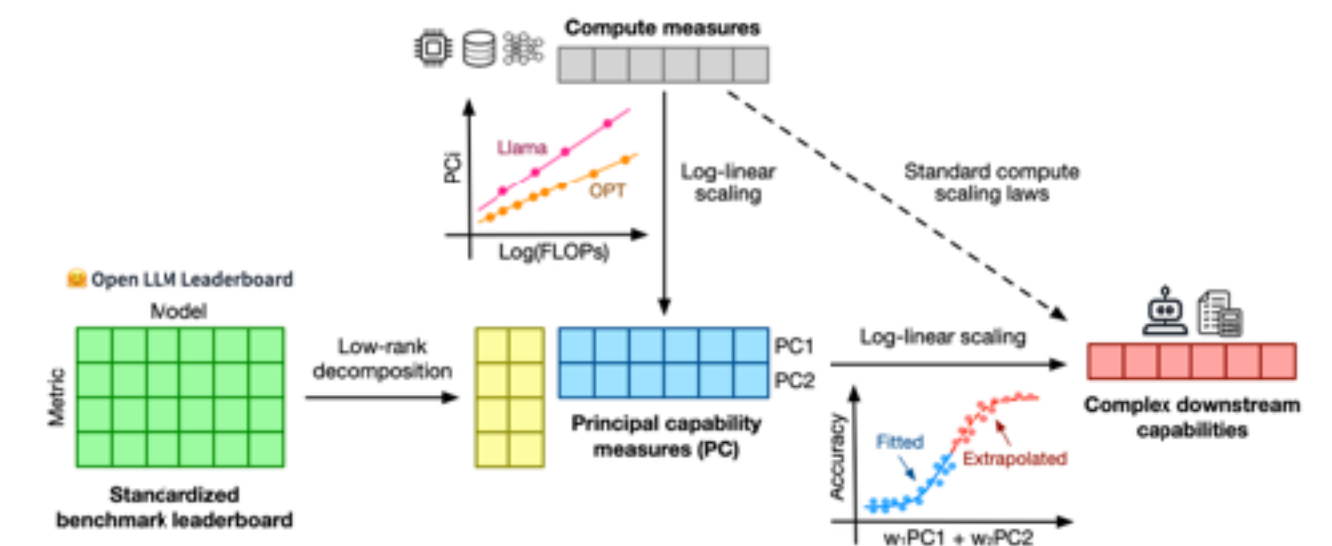 Compute measures
PCi
Llama
OPT
Log(FLOPs)
Log-linear
scaling
Standard compute
scaling laws
Open LLM Leaderboard
Model
Metric
Standardized
benchmark leaderboard
Low-rank
decomposition
PC1
PC2
Principal capability
measures (PC)
Log-linear scaling
Accuracy
Fitted
Extrapolated
w₁PC1 + w₂PC2
Complex downstream
capabilities